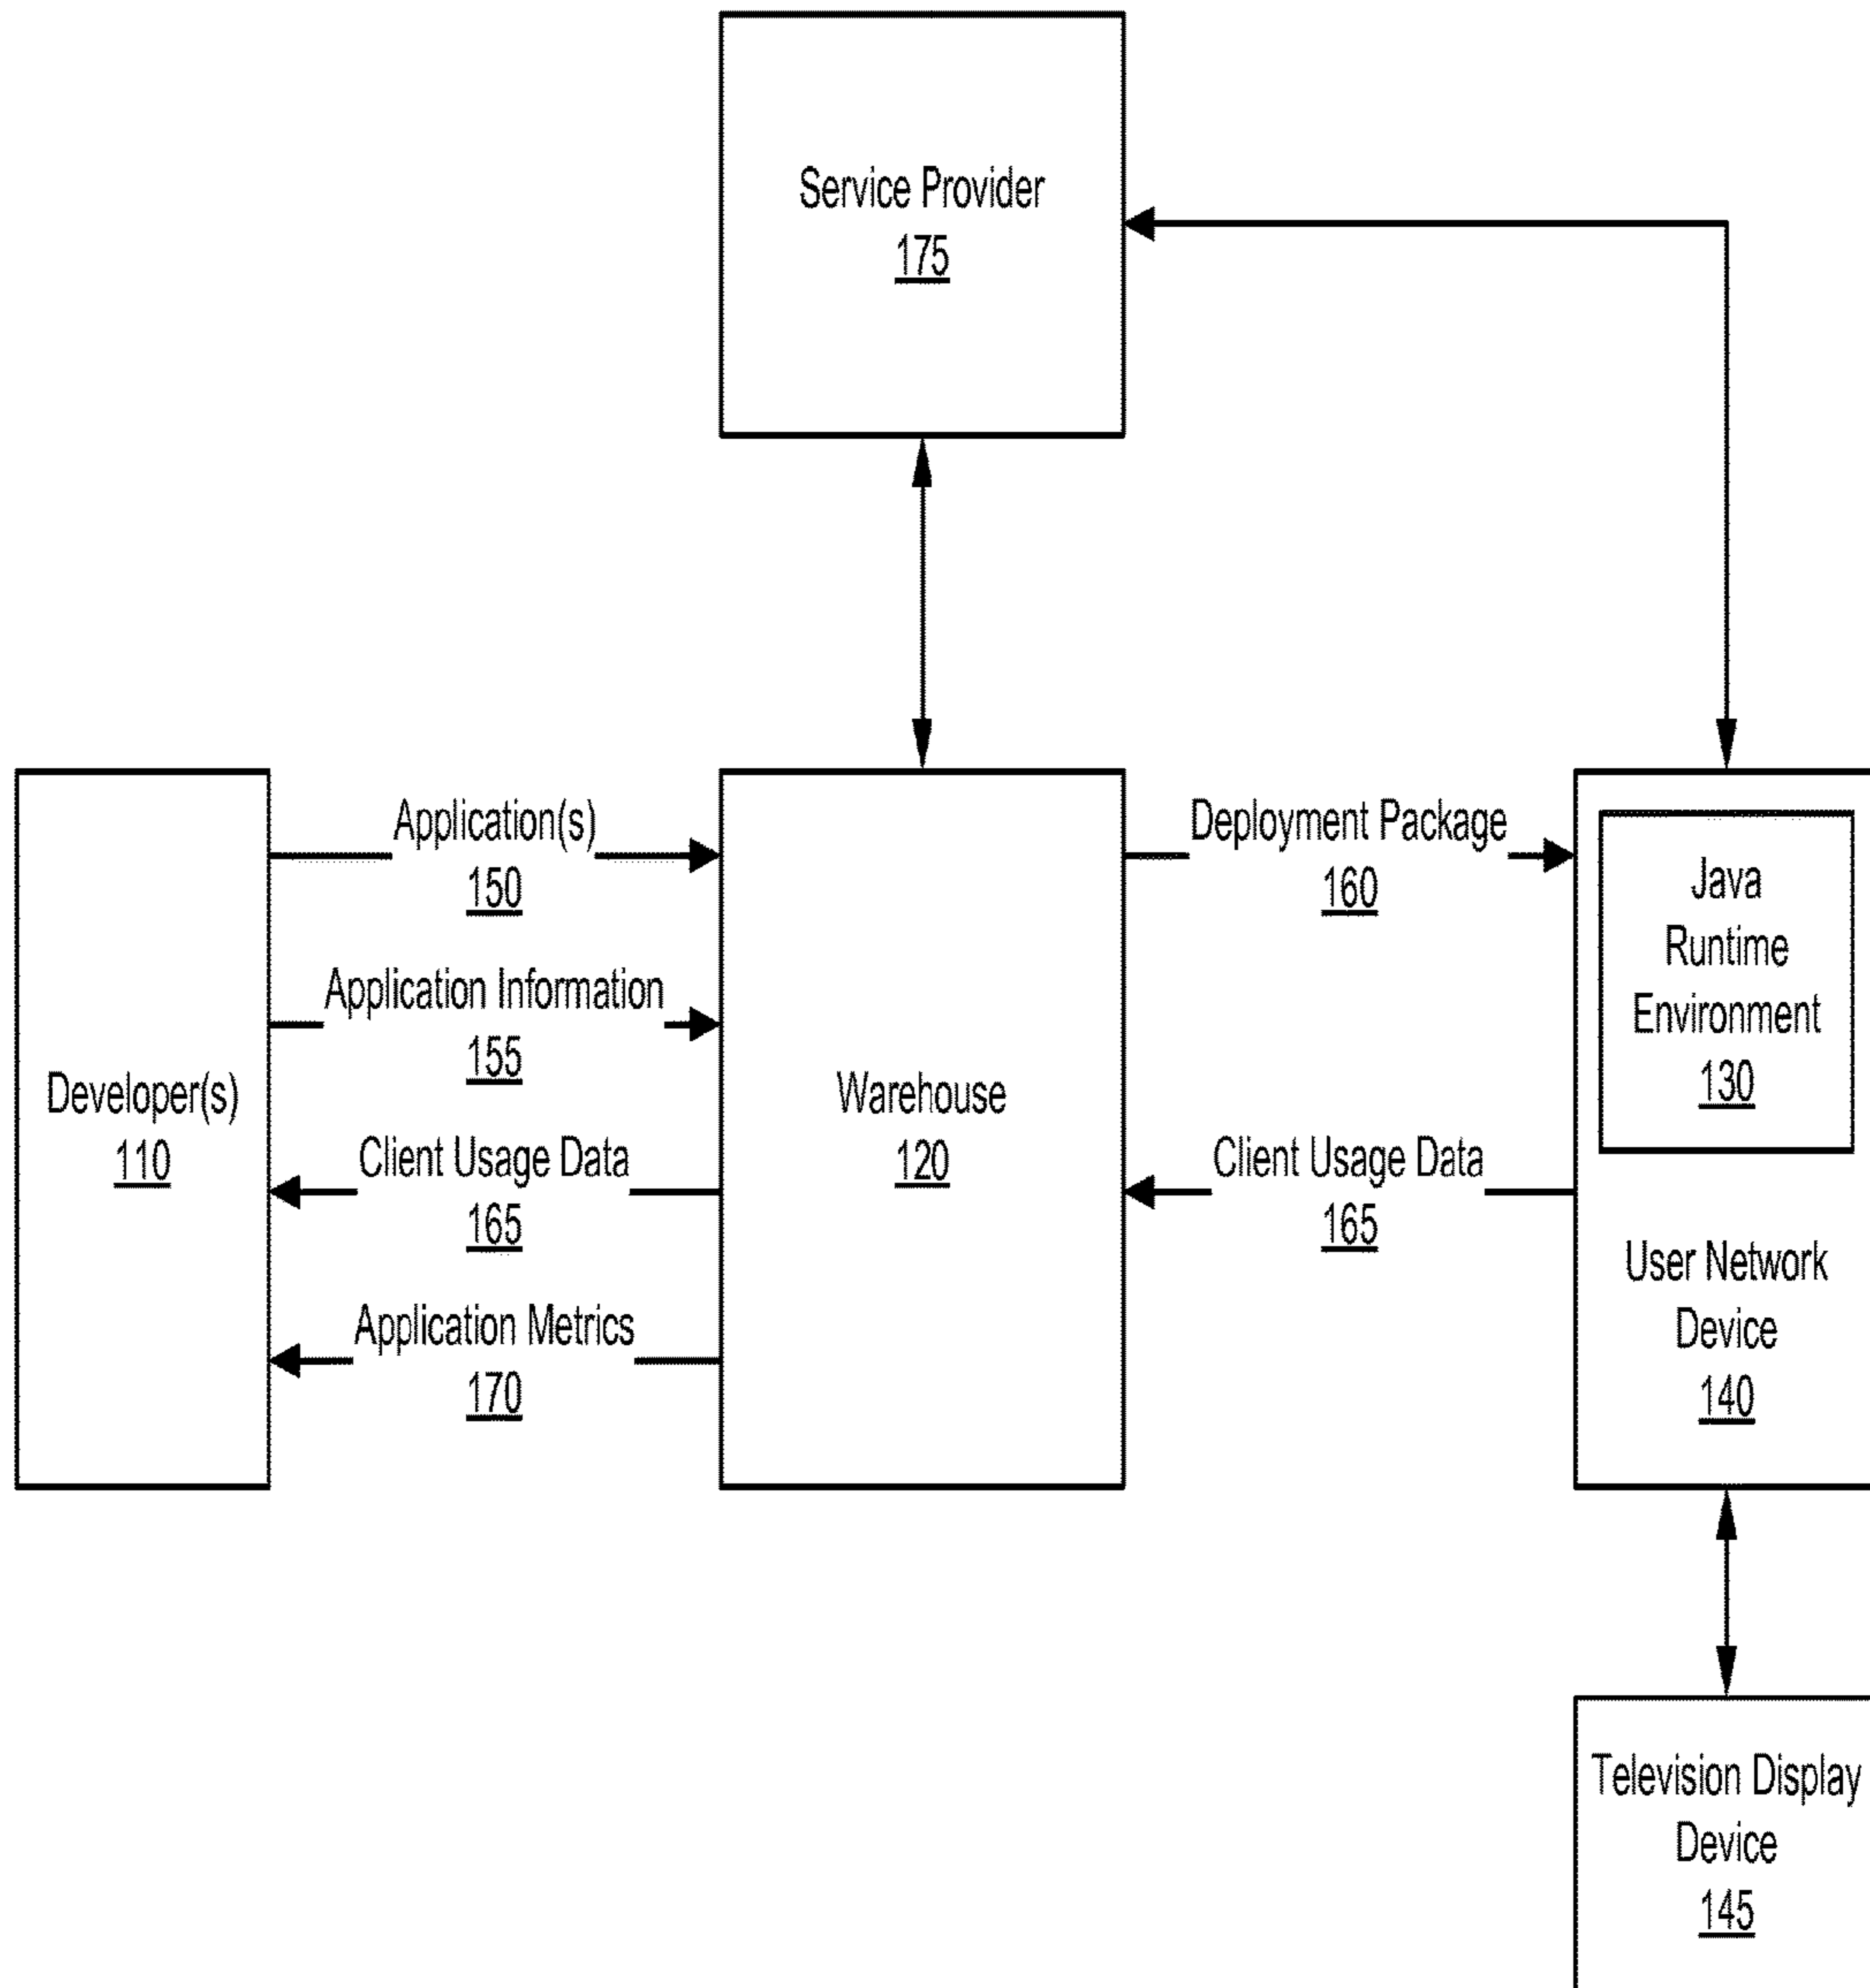 Service Provider
175
Developer(s)
110
Application(s)
150
Application Information
155
Client Usage Data
165
Application Metrics
170
Warehouse
120
Deployment Package
160
Client Usage Data
165
Java
Runtime
Environment
130
User Network
Device
140
Television Display
Device
145